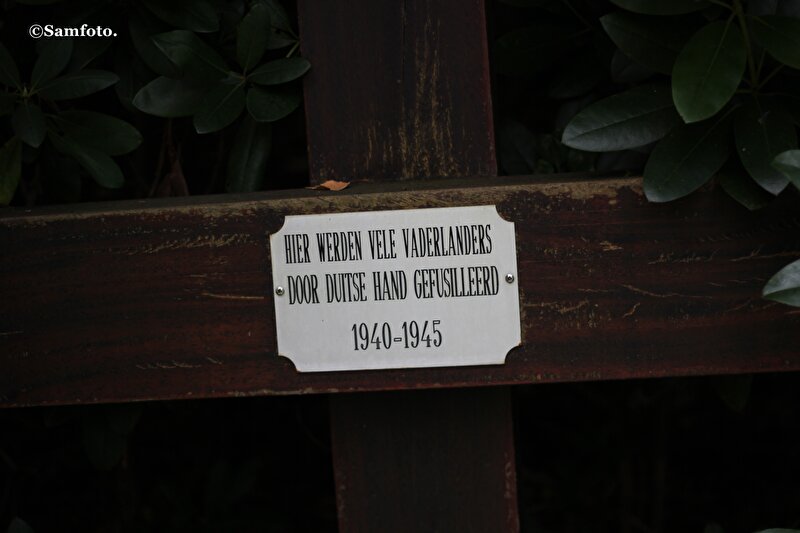 ©Samfoto.
HIER WERDEN VELE VADERLANDERS
DOOR DUITSE HAND GEFUSILLEERD
1940-1945